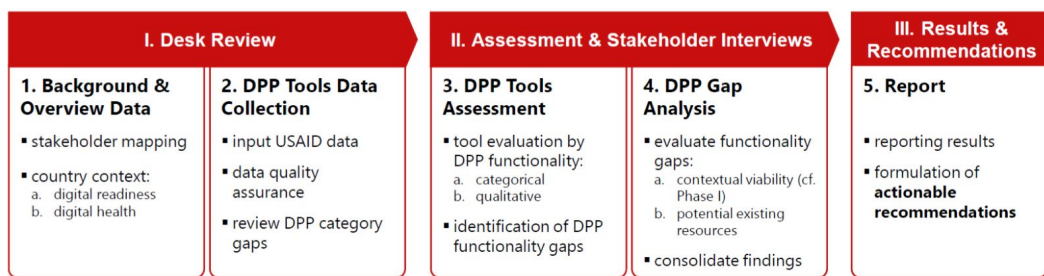 I. Desk Review
1. Background &
Overview Data
▪ stakeholder mapping
▪ country context:
a. digital readiness
b. digital health
2. DPP Tools Data
Collection
▪ input USAID data
▪ data quality
assurance
▪ review DPP category
gaps
II. Assessment & Stakeholder Interviews
3. DPP Tools
Assessment
▪ tool evaluation by
DPP functionality:
a. categorical
b. qualitative
▪ identification of DPP
functionality gaps
4. DPP Gap
Analysis
▪ evaluate functionality
gaps:
a. contextual viability (cf.
Phase I)
b. potential existing
resources
▪ consolidate findings
III. Results &
Recommendations
5. Report
▪ reporting results
▪ formulation of
actionable
recommendations